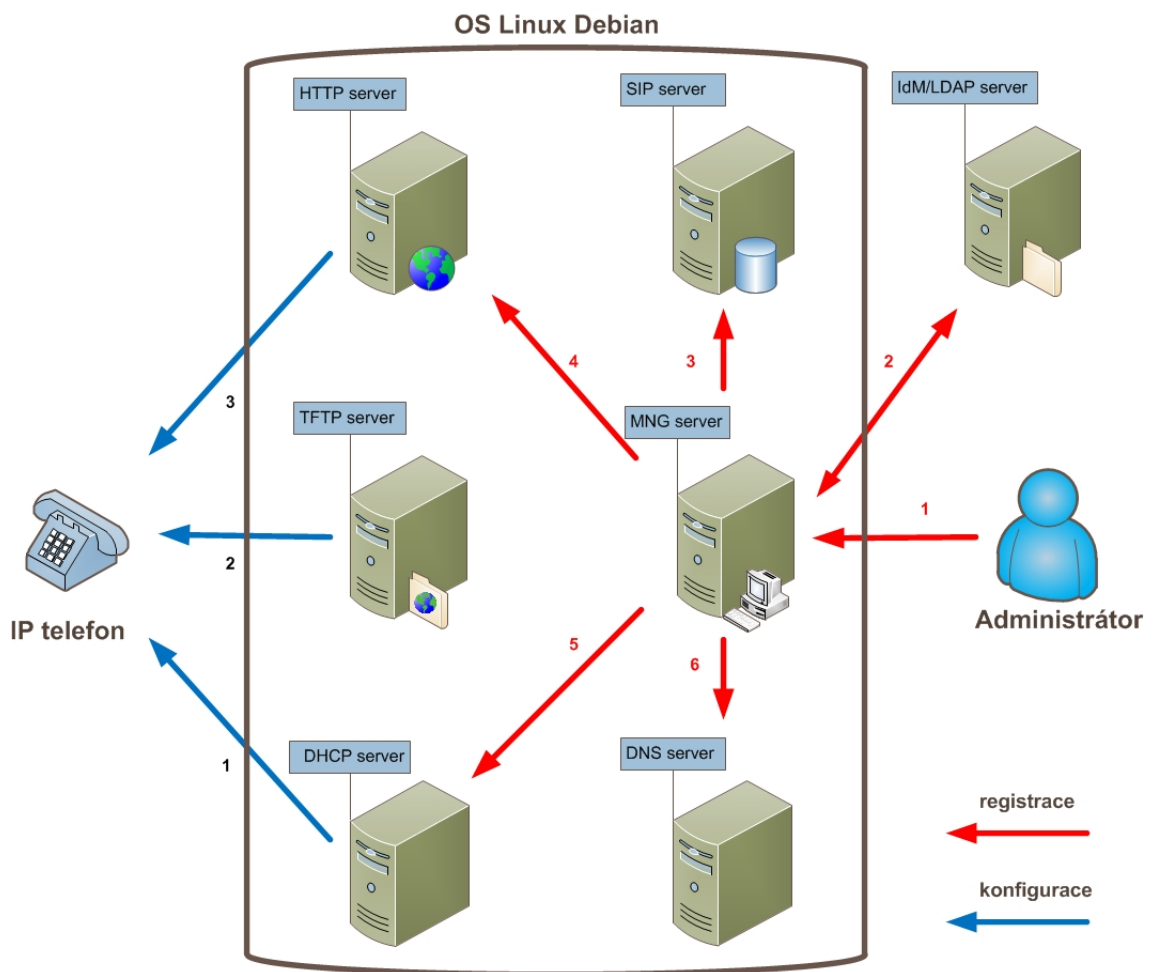 OS Linux Debian
HTTP server
SIP server
IdM/LDAP server
4
3
2
3
TFTP server
MNG server
1
2
IP telefon
Administrátor
5
6
1
DHCP server
DNS server
registrace
konfigurace